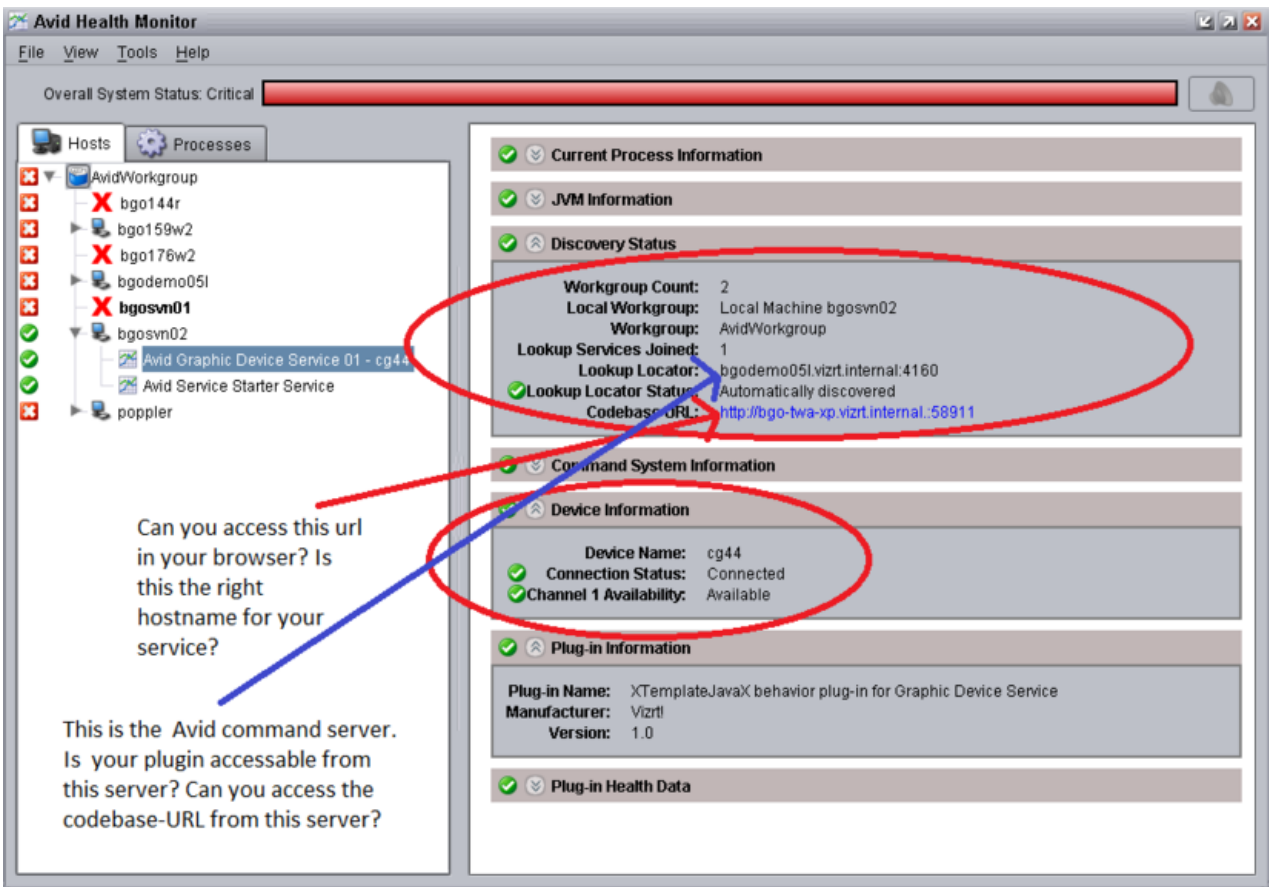 Avid Health Monitor
File View Tools Help
Overall System Status: Critical
Hosts Processes
AvidWorkgroup
bgo144r
bgo159w2
bgo176w2
bgodemo05l
bgosvn01
bgosvn02
Avid Graphic Device Service 01 - cg44
Avid Service Starter Service
poppler
Can you access this url
in your browser? Is
this the right
hostname for your
service?
This is the Avid command server.
Is your plugin accessable from
this server? Can you access the
codebase-URL from this server?
Current Process Information
JVM Information
Discovery Status
Workgroup Count: 2
Local Workgroup: Local Machine bgosvn02
Workgroup: AvidWorkgroup
Lookup Services Joined: 1
Lookup Locator: bgodemo05l.vizrt.internal:4160
Lookup Locator Status: Automatically discovered
Codebase URL: http://bgo-twa-xp.vizrt.internal.:58911
Command System Information
Device Information
Device Name: cg44
Connection Status: Connected
Channel 1 Availability: Available
Plug-in Information
Plug-in Name: XTemplateJavaX behavior plug-in for Graphic Device Service
Manufacturer: Vizrt!
Version: 1.0
Plug-in Health Data